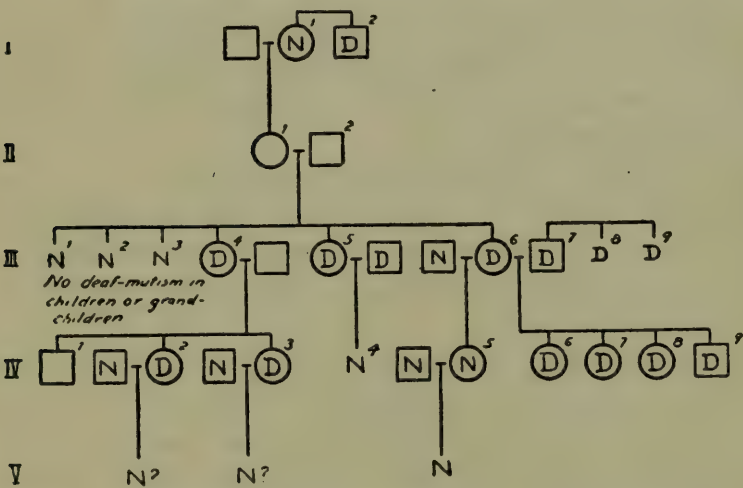 I
N 1 D 2
II
1 2
III
N 1 N 2 N 3 D 4 D 5 D N D 6 D 7 D 8 D 9
No deaf-mutism in
children or grand-
children
IV
1 N D 2 N D 3 N 4 N N 5 D 6 D 7 D 8 D 9
V
N? N? N